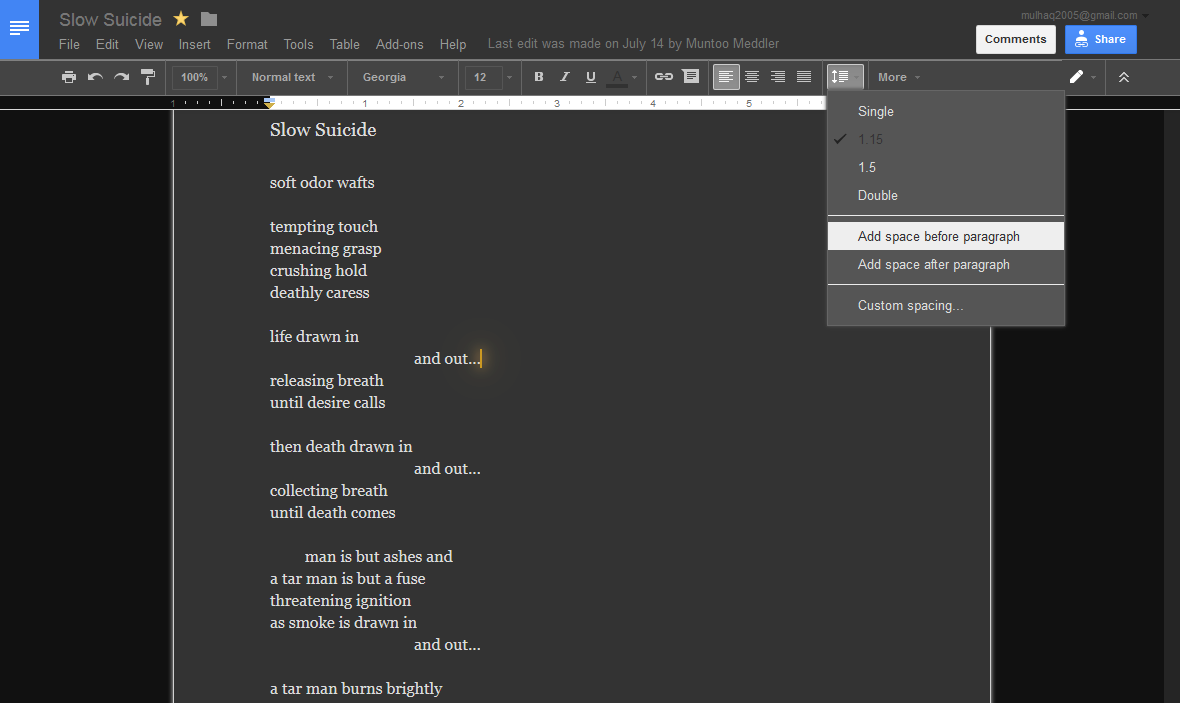 Slow Suicide
mulhaq2005@gmail.com
File Edit View Insert Format Tools Table Add-ons Help Last edit was made on July 14 by Muntoo Meddler
Comments Share
100% Normal text Georgia 12 B I U A More
1 1 2 3 4 5
Single
1.15
1.5
Double
Add space before paragraph
Add space after paragraph
Custom spacing...
Slow Suicide
soft odor wafts
tempting touch
menacing grasp
crushing hold
deathly caress
life drawn in
and out...
releasing breath
until desire calls
then death drawn in
and out...
collecting breath
until death comes
man is but ashes and
a tar man is but a fuse
threatening ignition
as smoke is drawn in
and out...
a tar man burns brightly